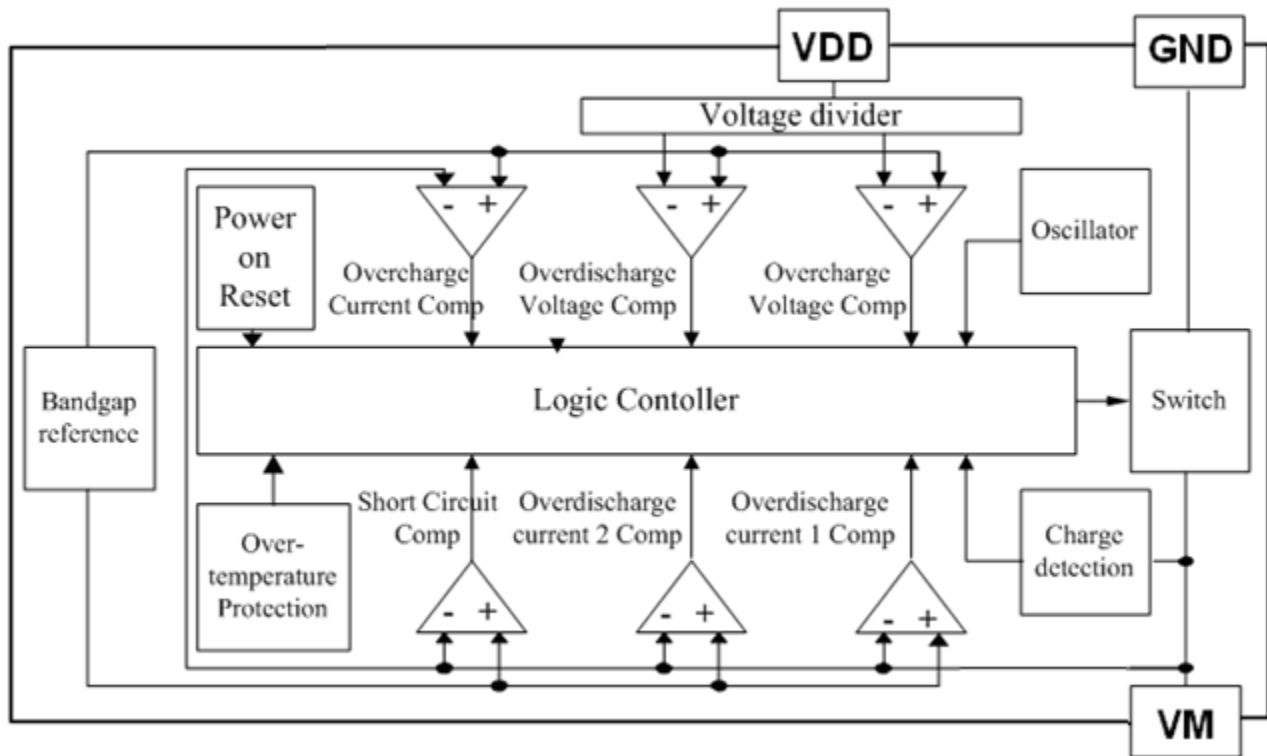 VDD
GND
Voltage divider
- +
- +
- +
Power
on
Reset
Oscillator
Overcharge
Current Comp
Overdischarge
Voltage Comp
Overcharge
Voltage Comp
Bandgap
reference
Logic Contoller
Switch
Short Circuit
Comp
Overdischarge
current 2 Comp
Overdischarge
current 1 Comp
Over-
temperature
Protection
Charge
detection
- +
- +
- +
VM